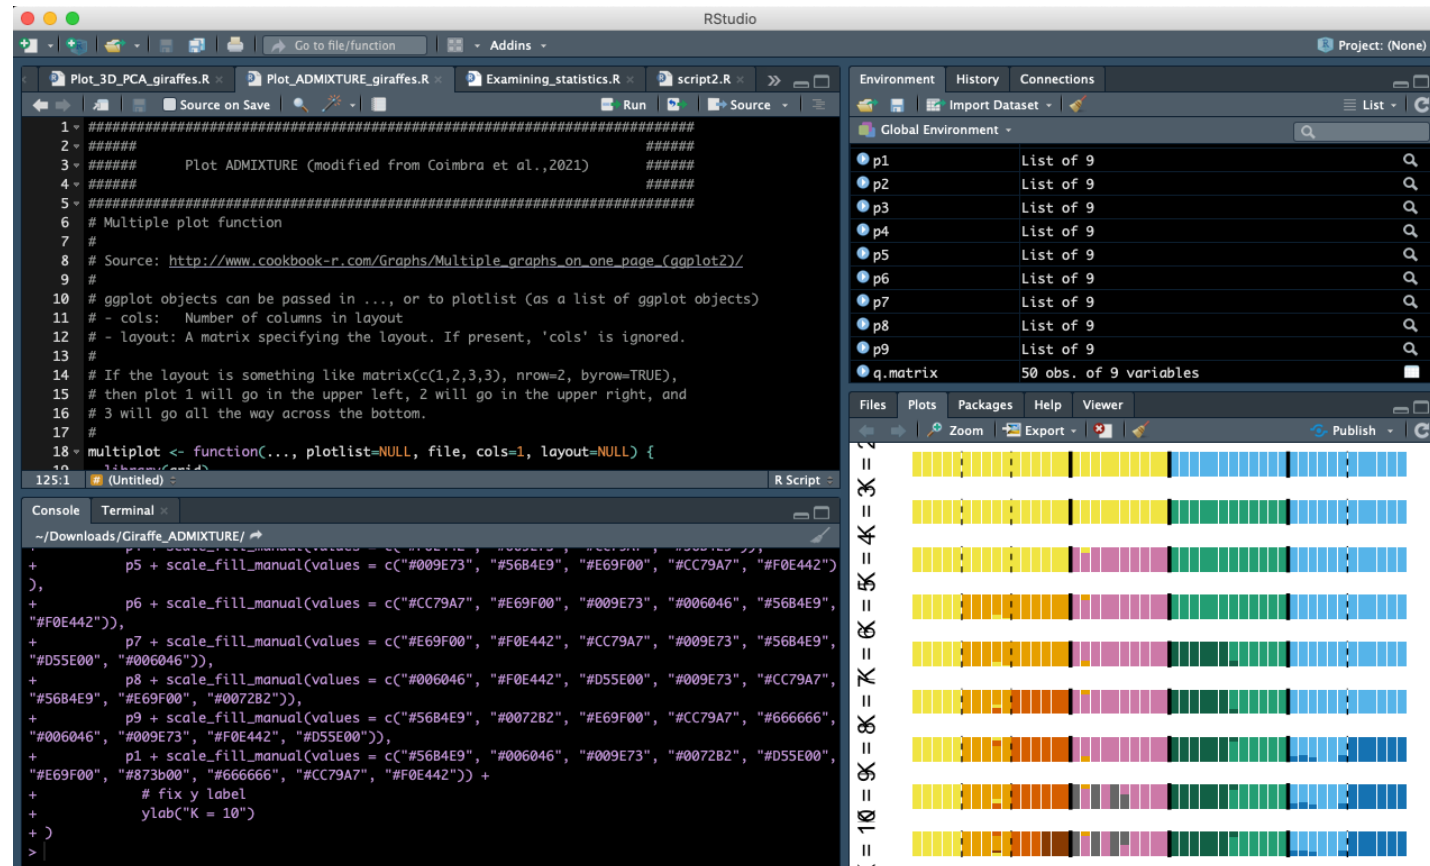 RStudio
Go to file/function
Addins
Project: (None)
Plot_3D_PCA_giraffes.R
Plot_ADMIXTURE_giraffes.R
Examining_statistics.R
script2.R
Source on Save
Run
Source
1 ###########################################################################
2 ###### ######
3 ###### Plot ADMIXTURE (modified from Coimbra et al.,2021) ######
4 ###### ######
5 ###########################################################################
6 # Multiple plot function
7 #
8 # Source: http://www.cookbook-r.com/Graphs/Multiple_graphs_on_one_page_(ggplot2)/
9 #
10 # ggplot objects can be passed in ..., or to plotlist (as a list of ggplot objects)
11 # - cols: Number of columns in layout
12 # - layout: A matrix specifying the layout. If present, 'cols' is ignored.
13 #
14 # If the layout is something like matrix(c(1,2,3,3), nrow=2, byrow=TRUE),
15 # then plot 1 will go in the upper left, 2 will go in the upper right, and
16 # 3 will go all the way across the bottom.
17 #
18 multiplot <- function(..., plotlist=NULL, file, cols=1, layout=NULL) {
125:1 # (Untitled) R Script
Console Terminal
~/Downloads/Giraffe_ADMIXTURE/
+ p5 + scale_fill_manual(values = c("#009E73", "#56B4E9", "#E69F00", "#CC79A7", "#F0E442")
),
+ p6 + scale_fill_manual(values = c("#CC79A7", "#E69F00", "#009E73", "#006046", "#56B4E9",
"#F0E442")),
+ p7 + scale_fill_manual(values = c("#E69F00", "#F0E442", "#CC79A7", "#009E73", "#56B4E9",
"#D55E00", "#006046")),
+ p8 + scale_fill_manual(values = c("#006046", "#F0E442", "#D55E00", "#009E73", "#CC79A7",
"#56B4E9", "#E69F00", "#0072B2")),
+ p9 + scale_fill_manual(values = c("#56B4E9", "#0072B2", "#E69F00", "#CC79A7", "#666666",
"#006046", "#009E73", "#F0E442", "#D55E00")),
+ p1 + scale_fill_manual(values = c("#56B4E9", "#006046", "#009E73", "#0072B2", "#D55E00",
"#E69F00", "#873b00", "#666666", "#CC79A7", "#F0E442")) +
+ # fix y label
+ ylab("K = 10")
+ )
>
Environment History Connections
Import Dataset
List
Global Environment
p1 List of 9
p2 List of 9
p3 List of 9
p4 List of 9
p5 List of 9
p6 List of 9
p7 List of 9
p8 List of 9
p9 List of 9
q.matrix 50 obs. of 9 variables
Files Plots Packages Help Viewer
Zoom Export Publish
K = 2
K = 3
K = 4
K = 5
K = 6
K = 7
K = 8
K = 9
K = 10